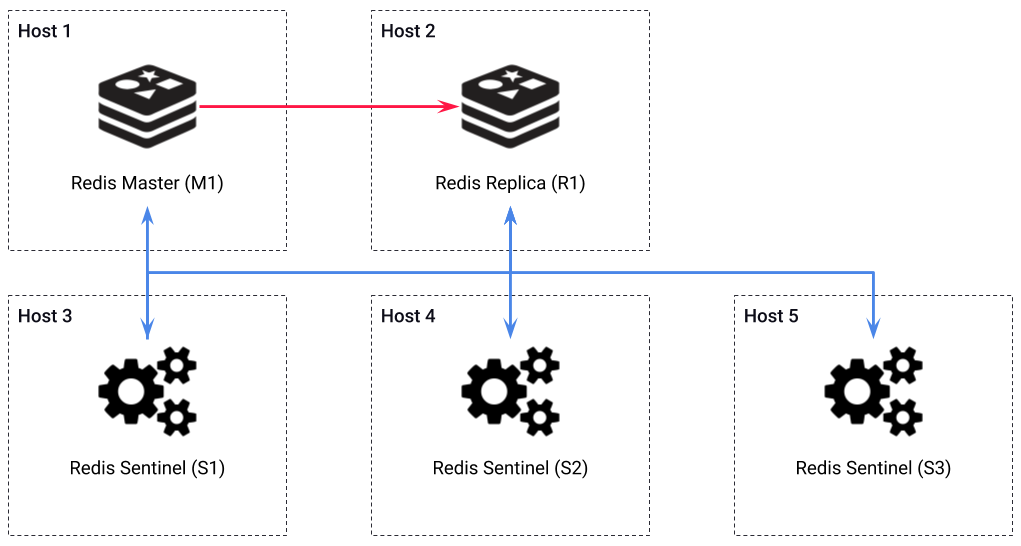 Host 1
Host 2
Redis Master (M1)
Redis Replica (R1)
Host 3
Host 4
Host 5
Redis Sentinel (S1)
Redis Sentinel (S2)
Redis Sentinel (S3)